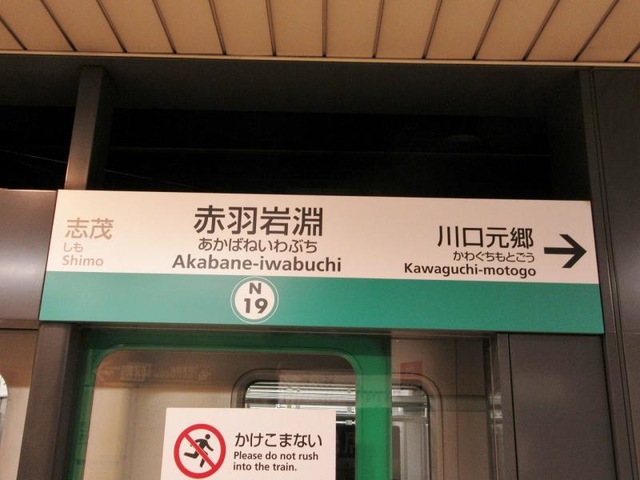 志茂
しも
Shimo
赤羽岩淵
あかばねいわぶち
Akabane-iwabuchi
N
19
川口元郷
かわぐちもとごう
Kawaguchi-motogo
かけこまない
Please do not rush
into the train.